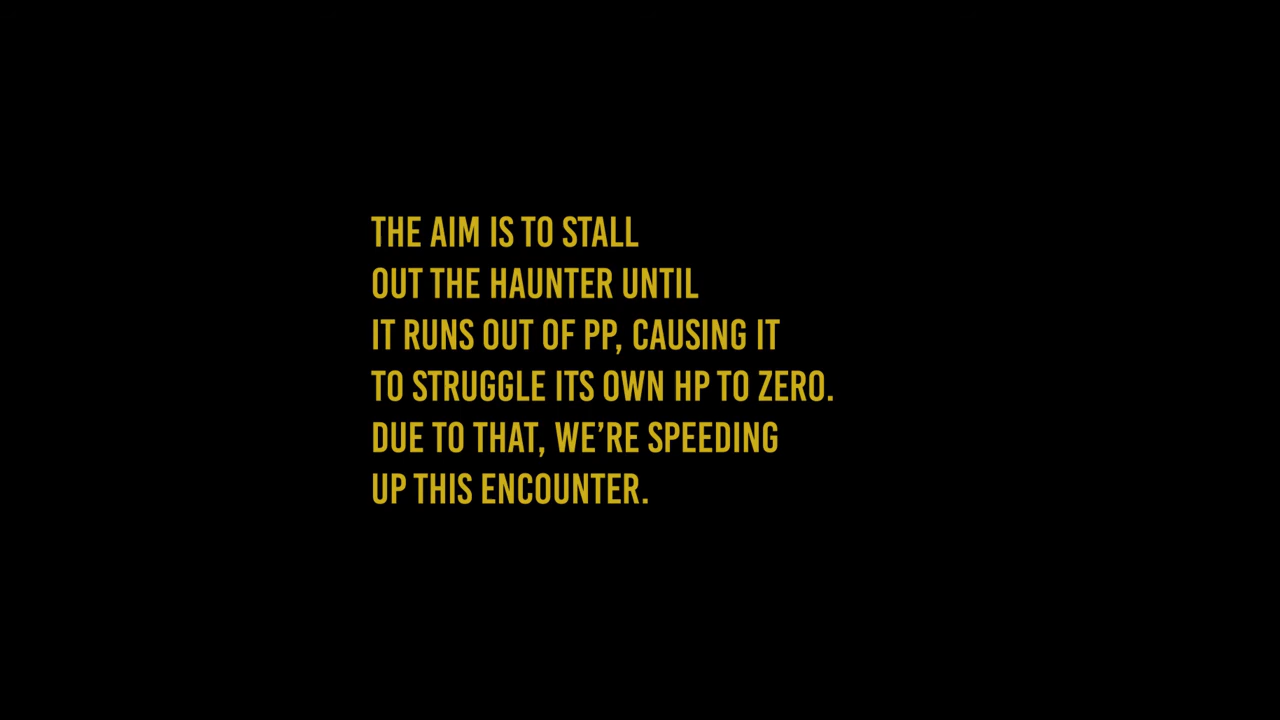 THE AIM IS TO STALL
OUT THE HAUNTER UNTIL
IT RUNS OUT OF PP, CAUSING IT
TO STRUGGLE ITS OWN HP TO ZERO.
DUE TO THAT, WE’RE SPEEDING
UP THIS ENCOUNTER.